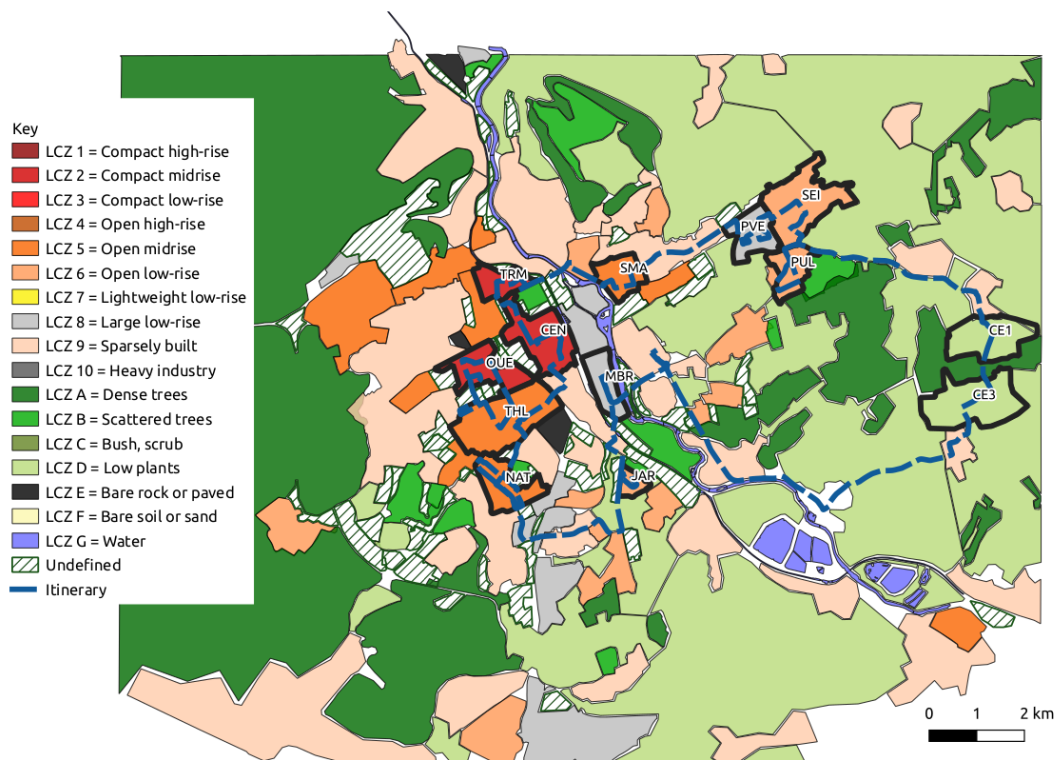 Key
LCZ 1 = Compact high-rise
LCZ 2 = Compact midrise
LCZ 3 = Compact low-rise
LCZ 4 = Open high-rise
LCZ 5 = Open midrise
LCZ 6 = Open low-rise
LCZ 7 = Lightweight low-rise
LCZ 8 = Large low-rise
LCZ 9 = Sparsely built
LCZ 10 = Heavy industry
LCZ A = Dense trees
LCZ B = Scattered trees
LCZ C = Bush, scrub
LCZ D = Low plants
LCZ E = Bare rock or paved
LCZ F = Bare soil or sand
LCZ G = Water
Undefined
Itinerary
SEI
PVE
PUL
SMA
TRM
CEN
CE1
OUE
MBR
CE3
THL
NAT
JAR
0 1 2 km